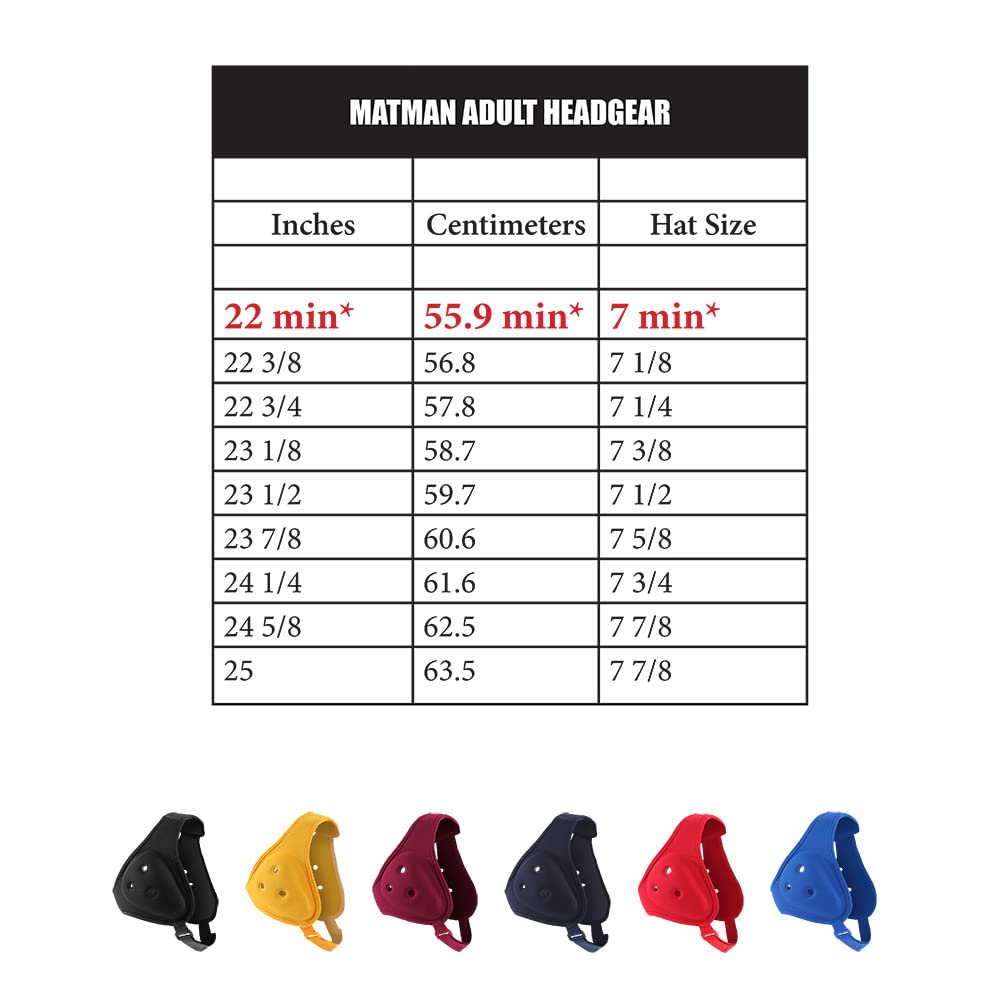 MATMAN ADULT HEADGEAR
Inches Centimeters Hat Size
22 min* 55.9 min* 7 min*
22 3/8 56.8 7 1/8
22 3/4 57.8 7 1/4
23 1/8 58.7 7 3/8
23 1/2 59.7 7 1/2
23 7/8 60.6 7 5/8
24 1/4 61.6 7 3/4
24 5/8 62.5 7 7/8
25 63.5 7 7/8